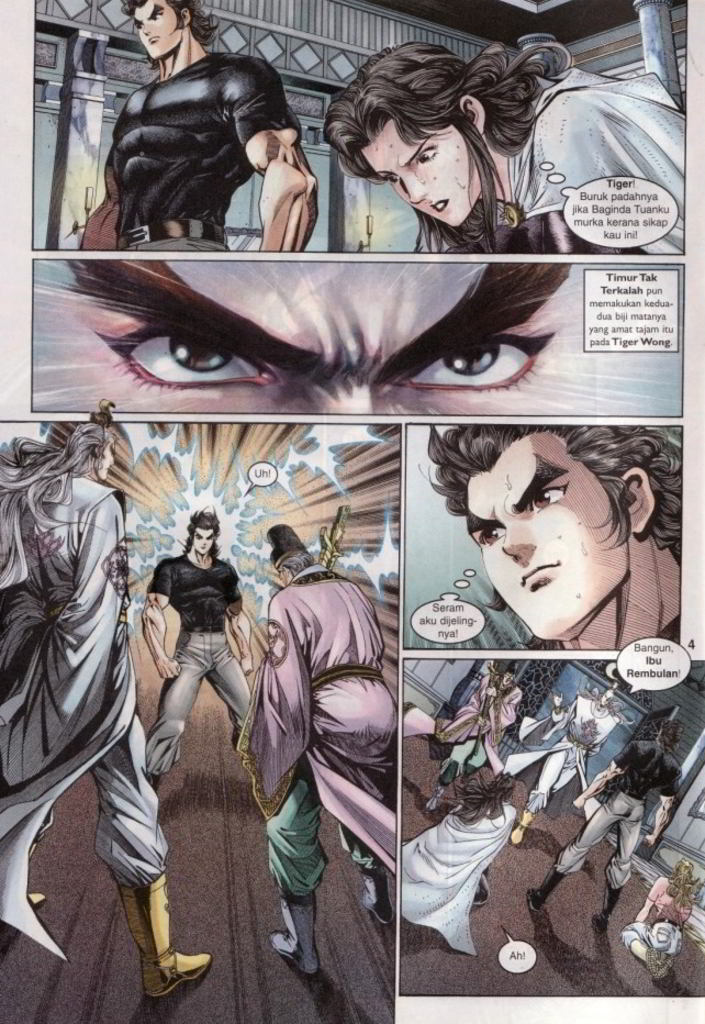 Tiger!
Buruk padahnya
jika Baginda Tuanku
murka kerana sikap
kau ini!
Timur Tak
Terkalah pun
memakukan kedua-
dua biji matanya
yang amat tajam itu
pada Tiger Wong.
Uh!
Seram
aku dijeling-
nya!
4
Bangun,
Ibu
Rembulan!
Ah!